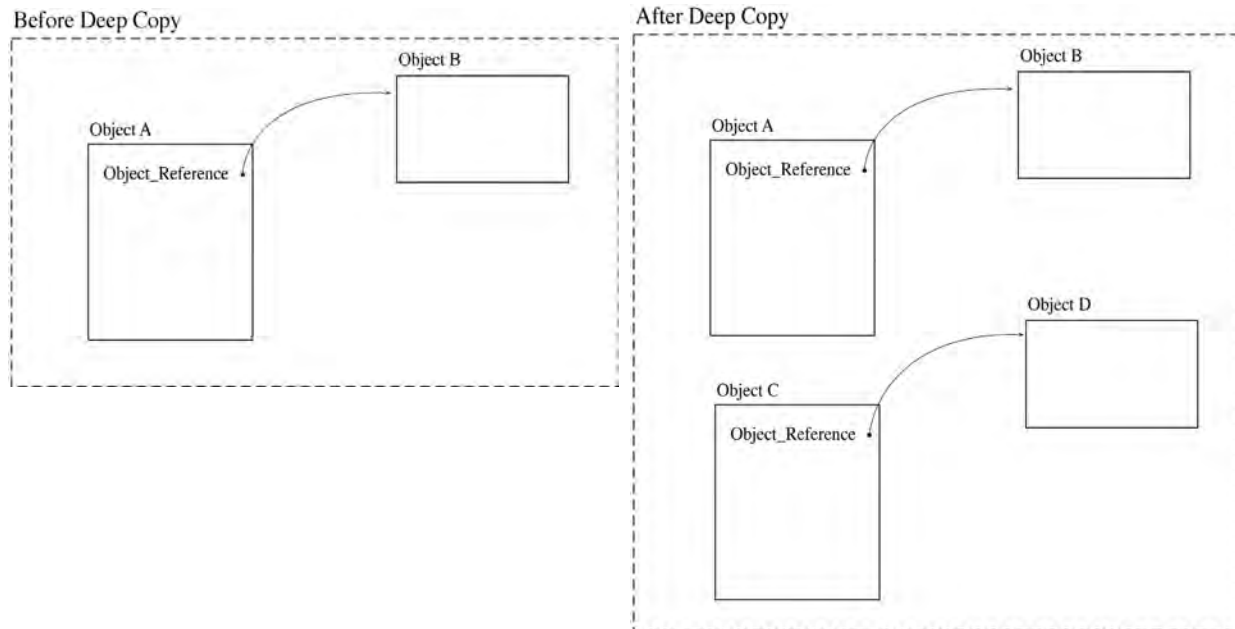 Before Deep Copy
Object B
Object A
Object_Reference
After Deep Copy
Object B
Object A
Object_Reference
Object D
Object C
Object_Reference